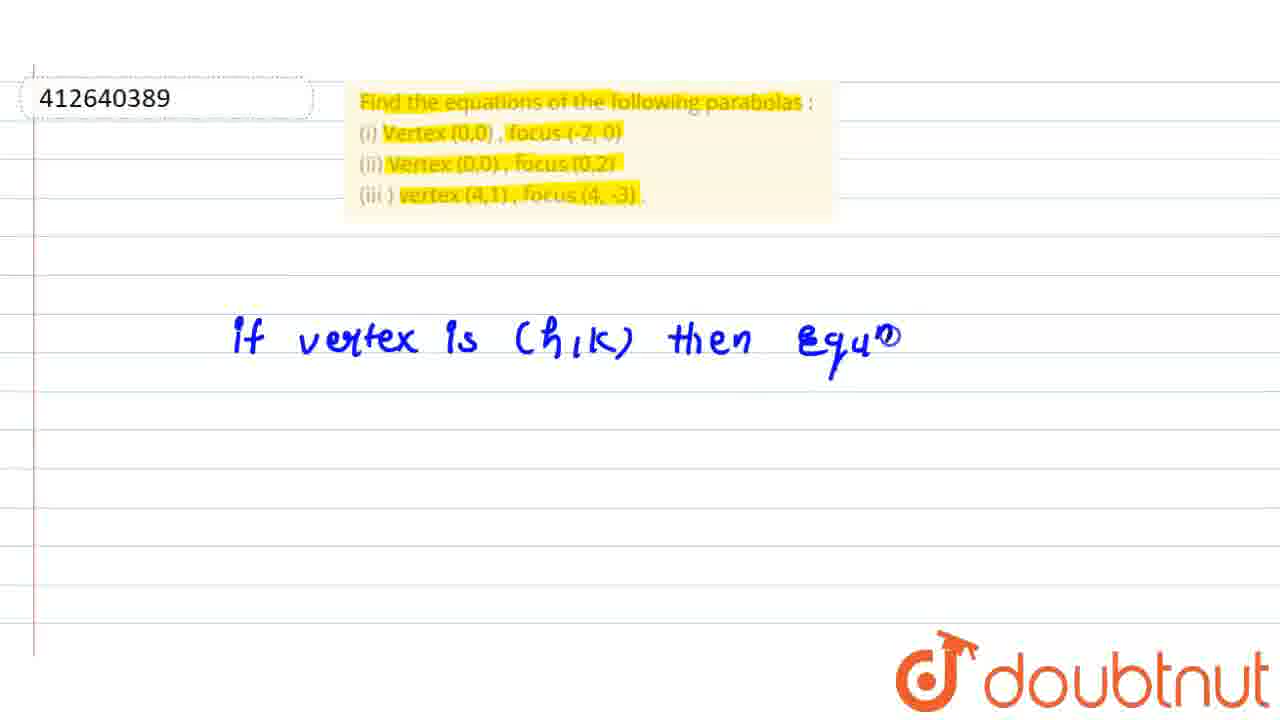 412640389
Find the equations of the following parabolas :
(i) Vertex (0,0) , focus (-2, 0)
(ii) Vertex (0,0) , focus (0,2)
(iii ) vertex (4,1) , focus (4, -3) .
if vertex is (h,k) then Equⁿ
doubtnut